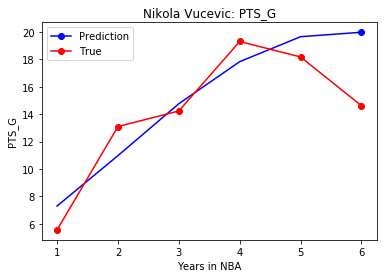 Nikola Vucevic: PTS_G
Prediction
True
PTS_G
20
18
16
14
12
10
8
6
1 2 3 4 5 6
Years in NBA